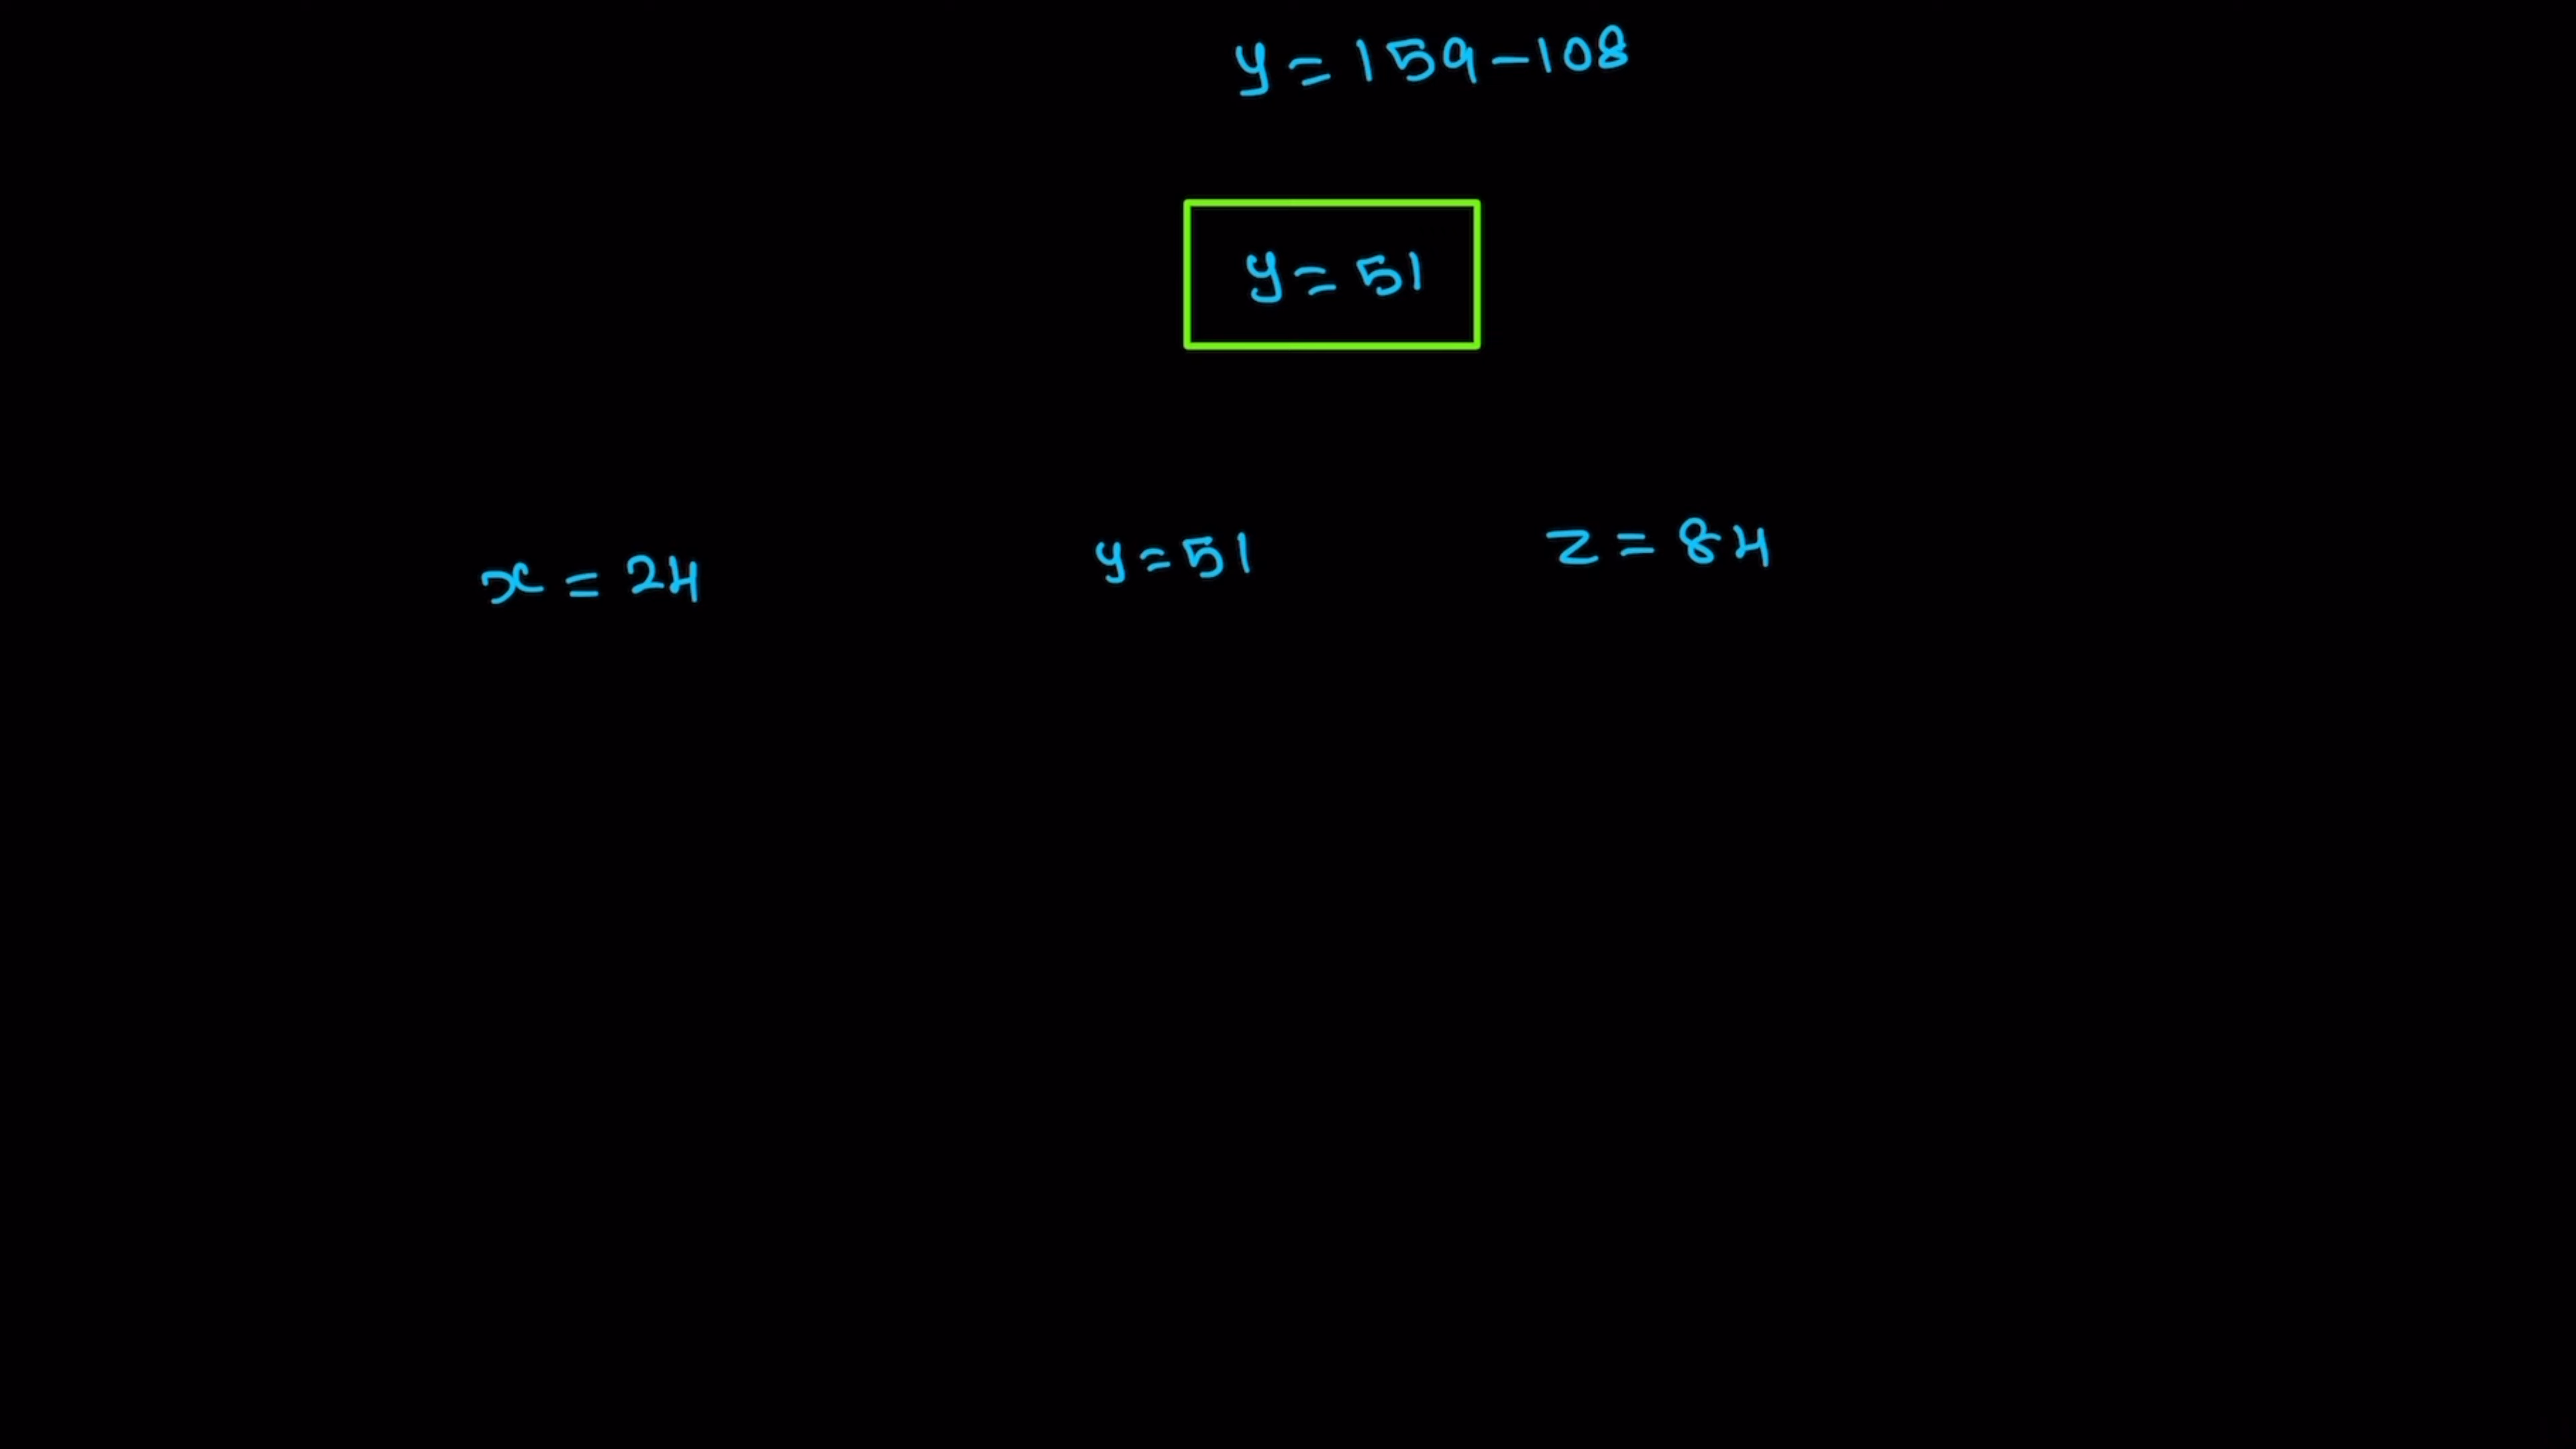 y = 159 - 108
y = 51
x = 24 y = 51 z = 84